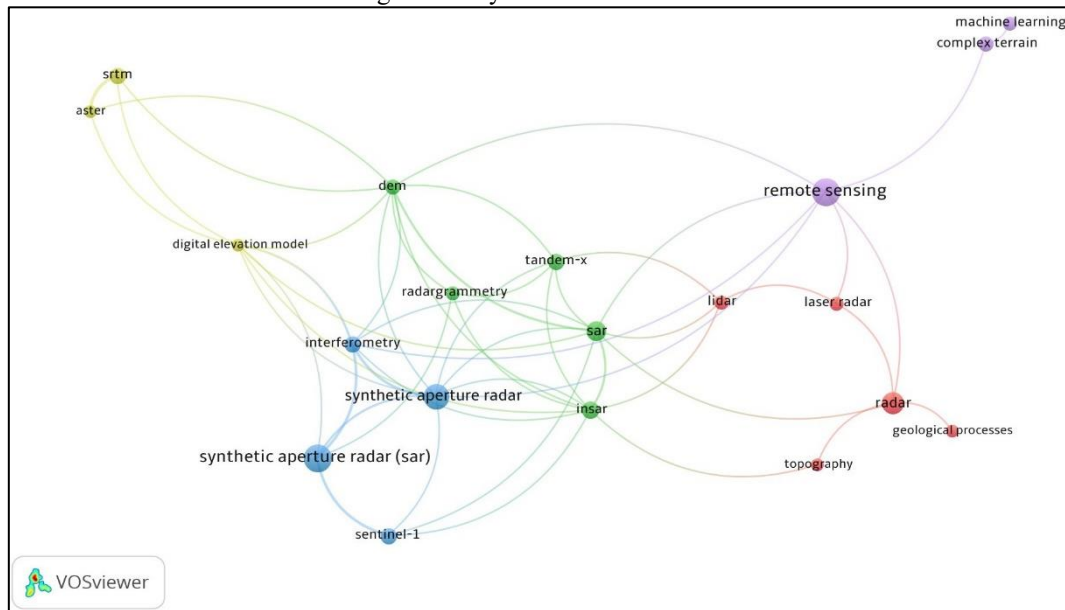 machine learning
complex terrain
srtm
aster
dem
remote sensing
digital elevation model
tandem-x
radargrammetry
lidar
laser radar
sar
interferometry
synthetic aperture radar
insar
radar
geological processes
synthetic aperture radar (sar)
topography
sentinel-1
VOSviewer